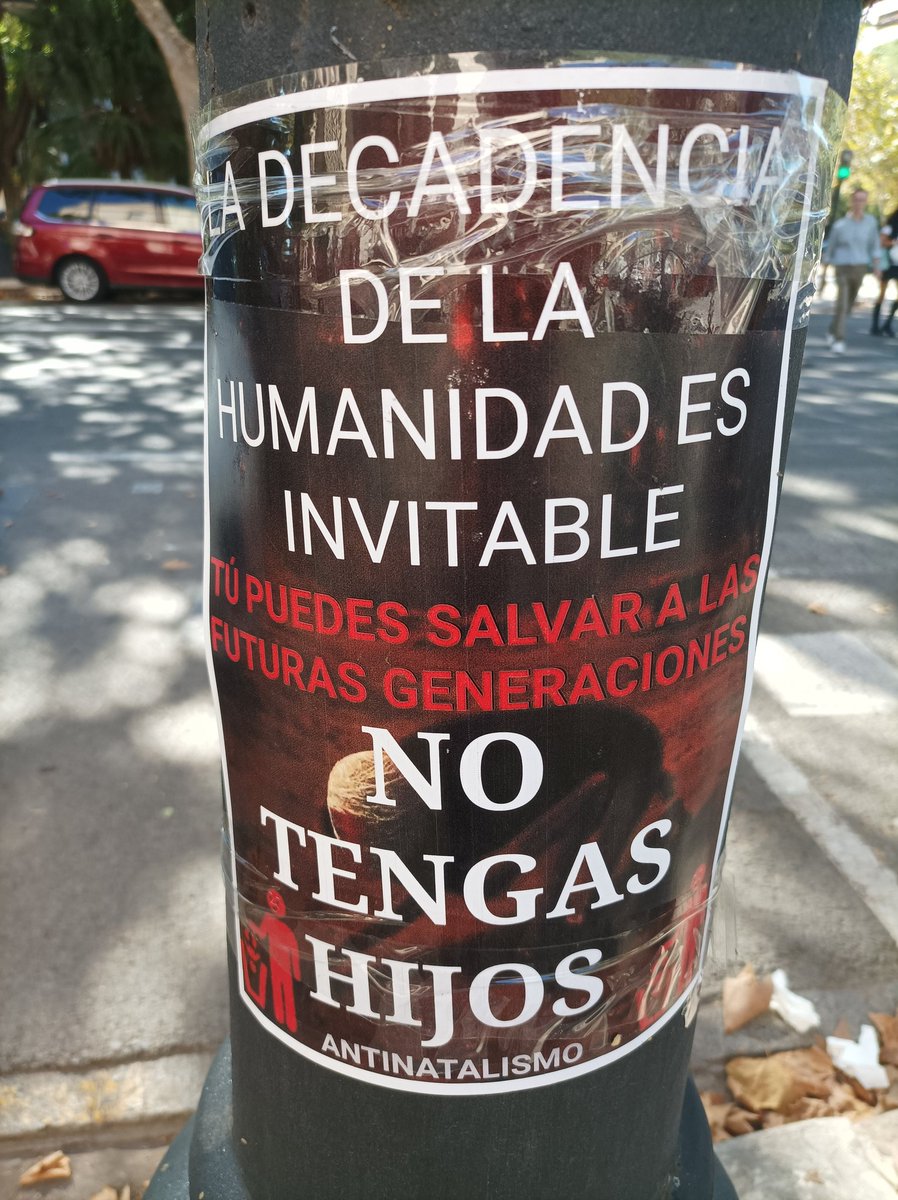 LA DECADENCIA
DE LA
HUMANIDAD ES
INVITABLE
TÚ PUEDES SALVAR A LAS
FUTURAS GENERACIONES
NO
TENGAS
HIJOS
ANTINATALISMO